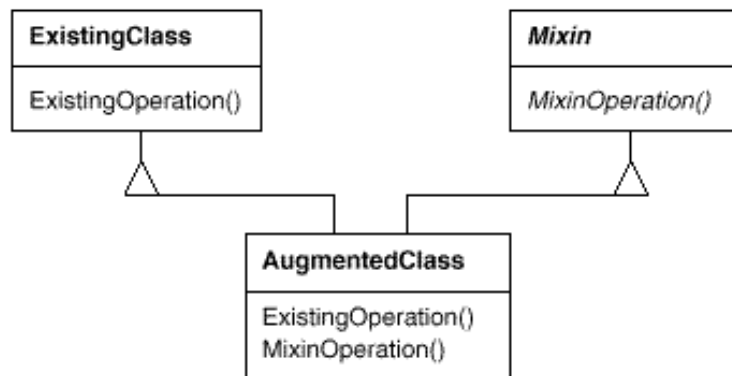 ExistingClass
ExistingOperation()
Mixin
MixinOperation()
AugmentedClass
ExistingOperation()
MixinOperation()